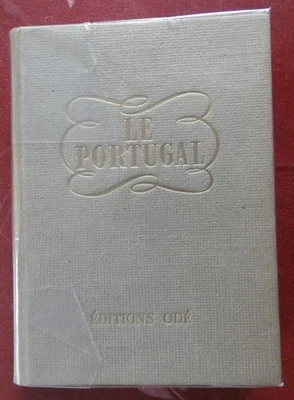 LE
PORTUGAL
ÉDITIONS ODÉ